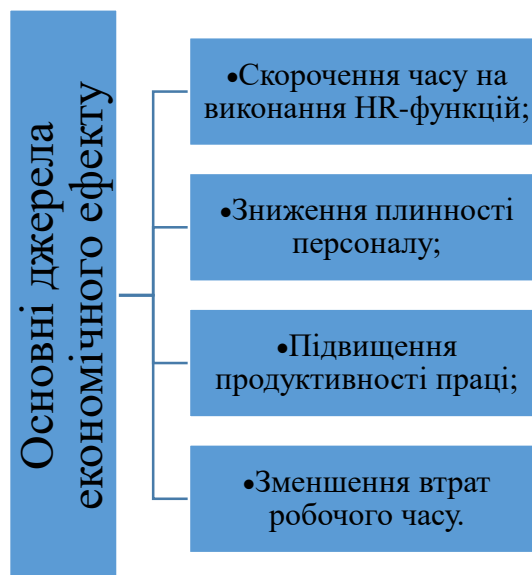 Основні джерела
економічного ефекту
•Скорочення часу на
виконання HR-функцій;
•Зниження плинності
персоналу;
•Підвищення
продуктивності праці;
•Зменшення втрат
робочого часу.